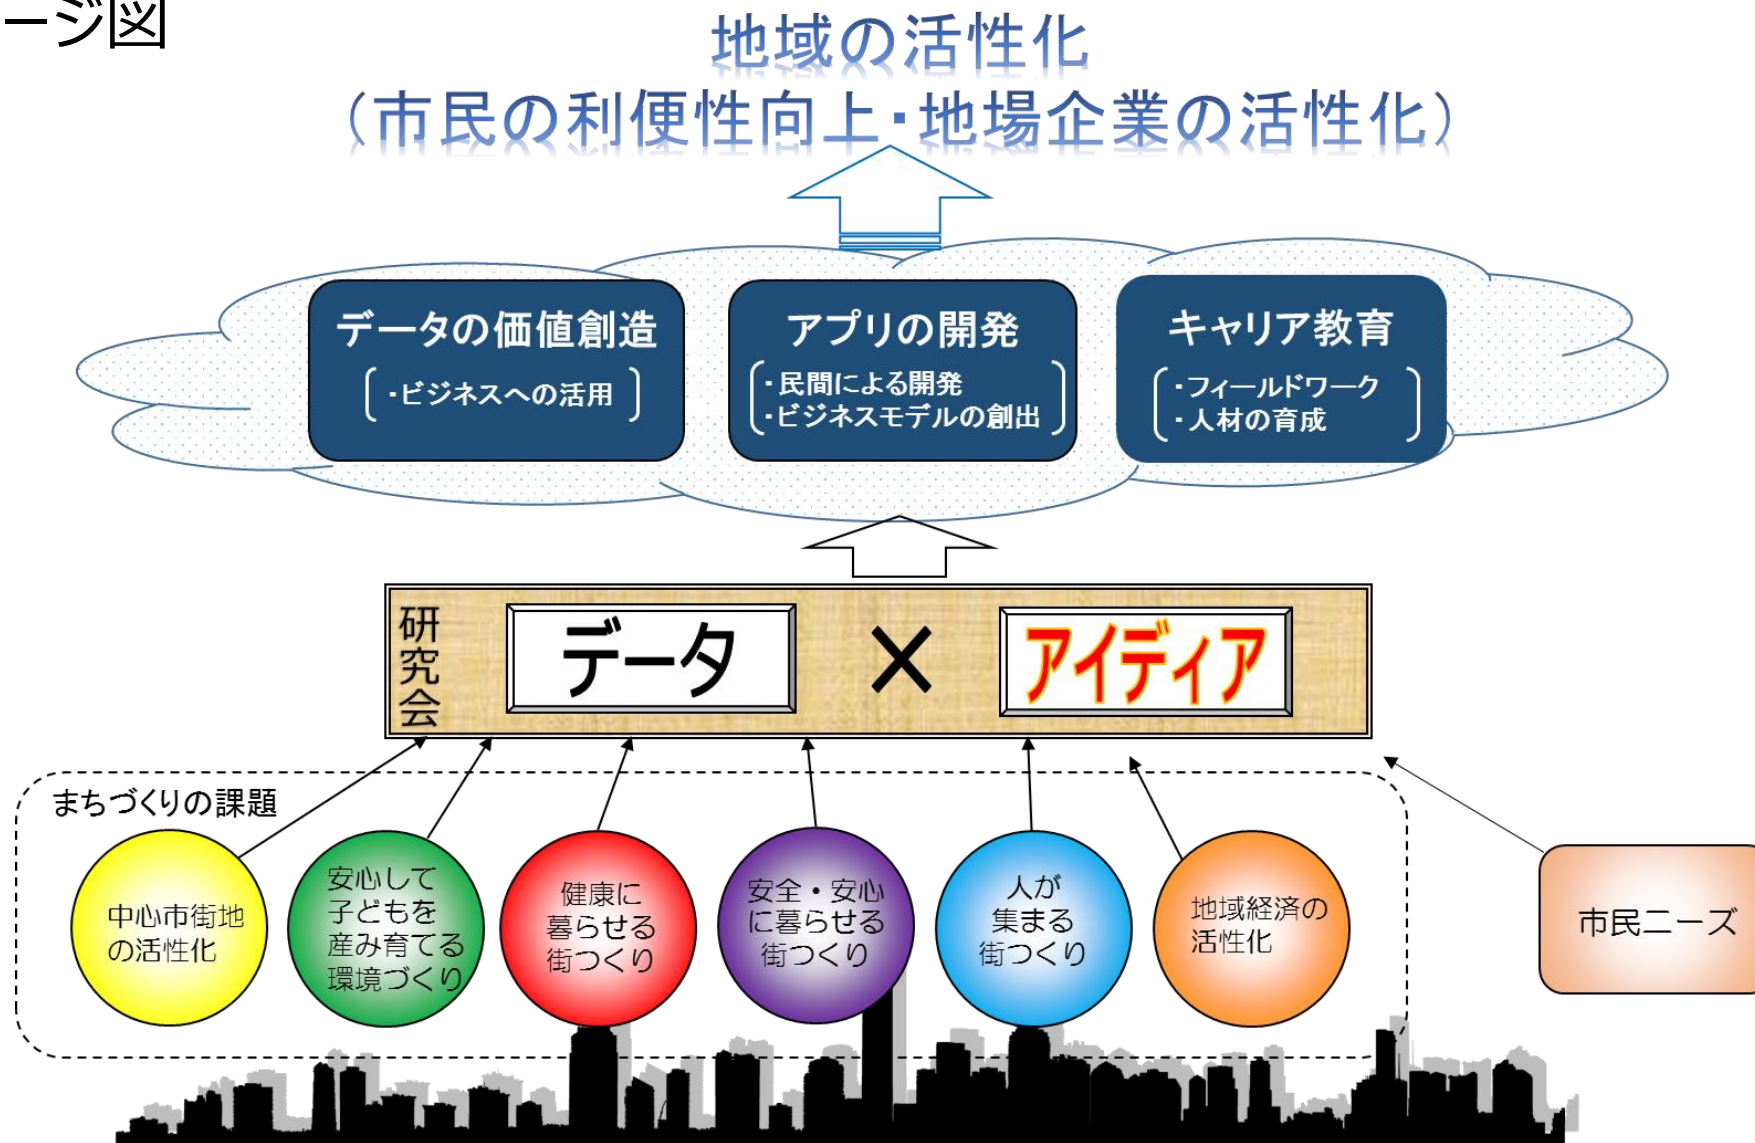 ージ図
地域の活性化
（市民の利便性向上・地場企業の活性化）
データの価値創造
・ビジネスへの活用
アプリの開発
・民間による開発
・ビジネスモデルの創出
キャリア教育
・フィールドワーク
・人材の育成
研究会
データ
×
アイディア
まちづくりの課題
中心市街地
の活性化
安心して
子どもを
産み育てる
環境づくり
健康に
暮らせる
街つくり
安全・安心
に暮らせる
街つくり
人が
集まる
街つくり
地域経済の
活性化
市民ニーズ